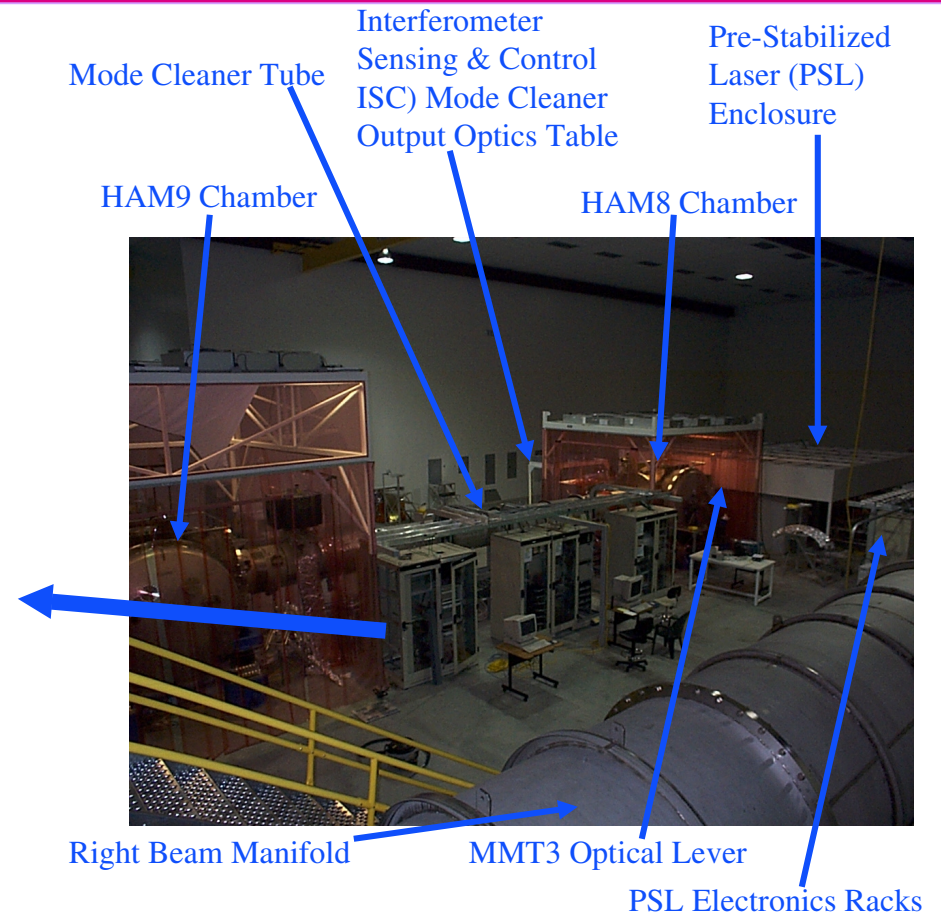 Mode Cleaner Tube
Interferometer
Sensing & Control
ISC) Mode Cleaner
Output Optics Table
Pre-Stabilized
Laser (PSL)
Enclosure
HAM9 Chamber
HAM8 Chamber
Right Beam Manifold
MMT3 Optical Lever
PSL Electronics Racks